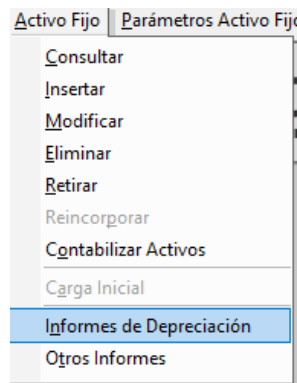 Activo Fijo Parámetros Activo Fijo
Consultar
Insertar
Modificar
Eliminar
Retirar
Reincorporar
Contabilizar Activos
Carga Inicial
Informes de Depreciación
Otros Informes